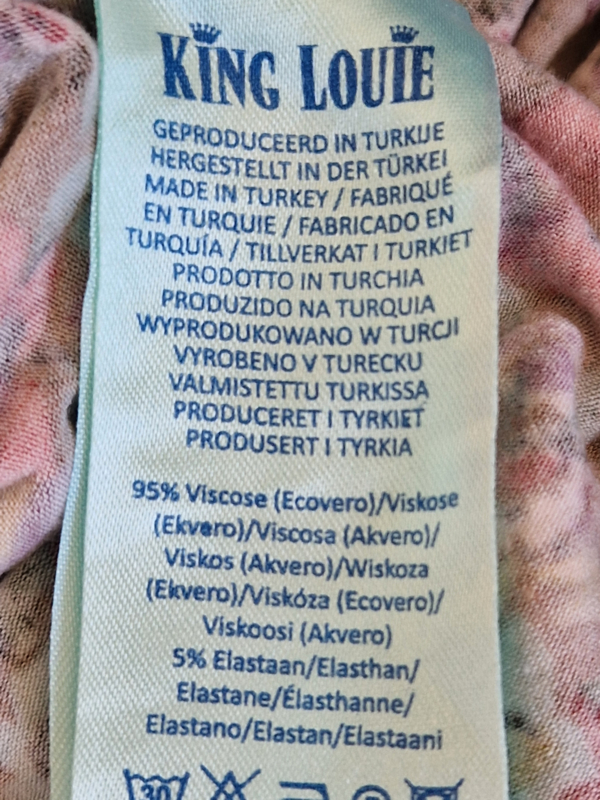 KING LOUIE
GEPRODUCEERD IN TURKIJE
HERGESTELLT IN DER TÜRKEI
MADE IN TURKEY / FABRIQUÉ
EN TURQUIE / FABRICADO EN
TURQUÍA / TILLVERKAT I TURKIET
PRODOTTO IN TURCHIA
PRODUZIDO NA TURQUIA
WYPRODUKOWANO W TURCJI
VYROBENO V TURECKU
VALMISTETTU TURKISSA
PRODUCERET I TYRKIET
PRODUSERT I TYRKIA
95% Viscose (Ecovero)/Viskose
(Ekvero)/Viscosa (Akvero)/
Viskos (Akvero)/Wiskoza
(Ekvero)/Viskóza (Ecovero)/
Viskoosi (Akvero)
5% Elastaan/Elasthan/
Elastane/Élasthanne/
Elastano/Elastan/Elastaani
30